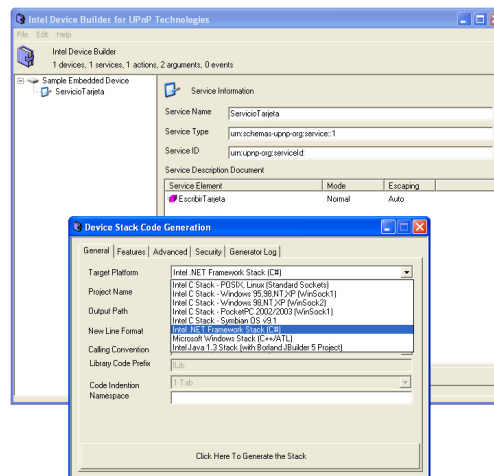 Intel Device Builder for UPnP Technologies
File Edit Help
Intel Device Builder
1 devices, 1 services, 1 actions, 2 arguments, 0 events
Sample Embedded Device
ServicioTarjeta
Service Information
Service Name ServicioTarjeta
Service Type urn:schemas-upnp-org:service::1
Service ID urn:upnp-org:serviceId:
Service Description Document
Service Element Mode Escaping
EscribirTarjeta Normal Auto
Device Stack Code Generation
General Features Advanced Security Generator Log
Target Platform Intel .NET Framework Stack (C#)
Intel C Stack - POSIX, Linux (Standard Sockets)
Project Name Intel C Stack - Windows 95,98,NT,XP (WinSock1)
Intel C Stack - Windows 98,NT,XP (WinSock2)
Output Path Intel C Stack - PocketPC 2002/2003 (WinSock1)
Intel C Stack - Symbian OS v9.1
New Line Format Intel .NET Framework Stack (C#)
Microsoft Windows Stack (C++/ATL)
Calling Convention Intel Java 1.3 Stack (with Borland JBuilder 5 Project)
Library Code Prefix ILib
Code Indention 1 Tab
Namespace
Click Here To Generate the Stack